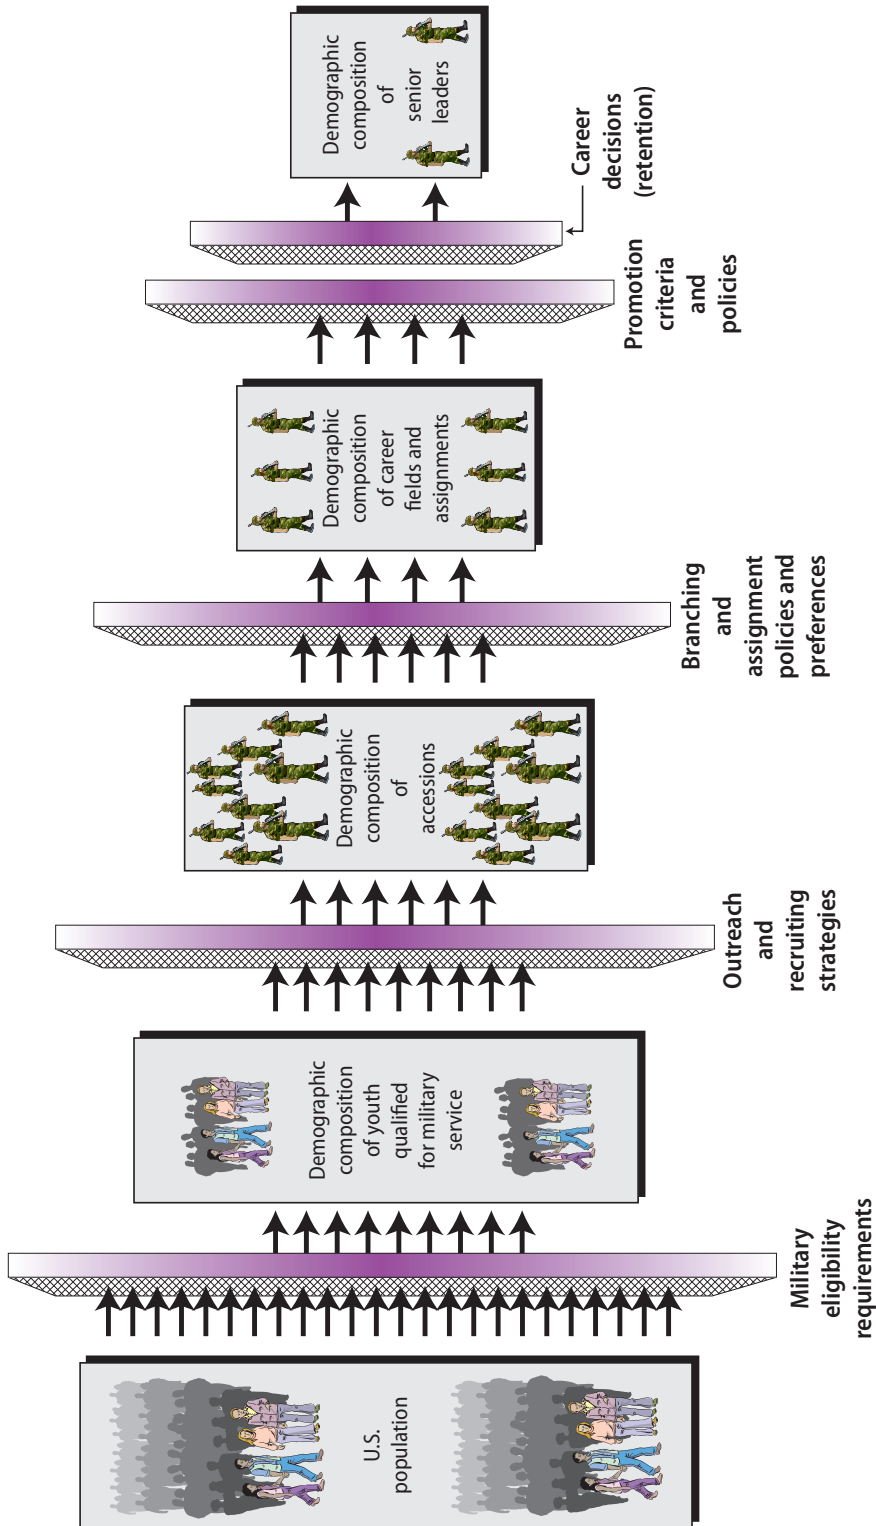 U.S.
population
Military
eligibility
requirements
Demographic
composition
of youth
qualified
for military
service
Outreach
and
recruiting
strategies
Demographic
composition
of
accessions
Branching
and
assignment
policies and
preferences
Demographic
composition
of career
fields and
assignments
Promotion
criteria
and
policies
Career
decisions
(retention)
Demographic
composition
of
senior
leaders